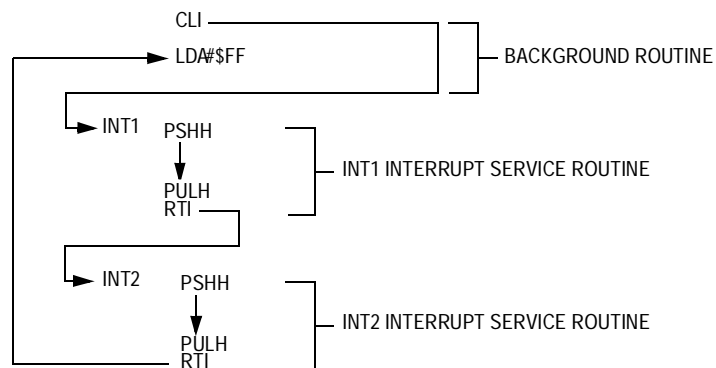 CLI
LDA#$FF
BACKGROUND ROUTINE
INT1
PSHH
INT1 INTERRUPT SERVICE ROUTINE
PULH
RTI
INT2
PSHH
INT2 INTERRUPT SERVICE ROUTINE
PULH
RTI